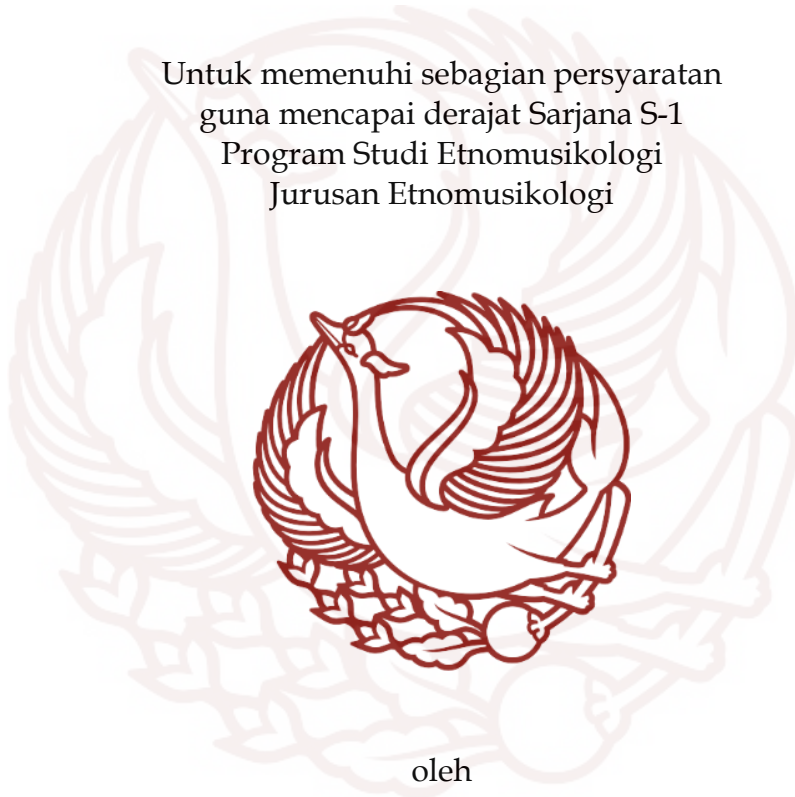 Untuk memenuhi sebagian persyaratan
guna mencapai derajat Sarjana S-1
Program Studi Etnomusikologi
Jurusan Etnomusikologi
oleh